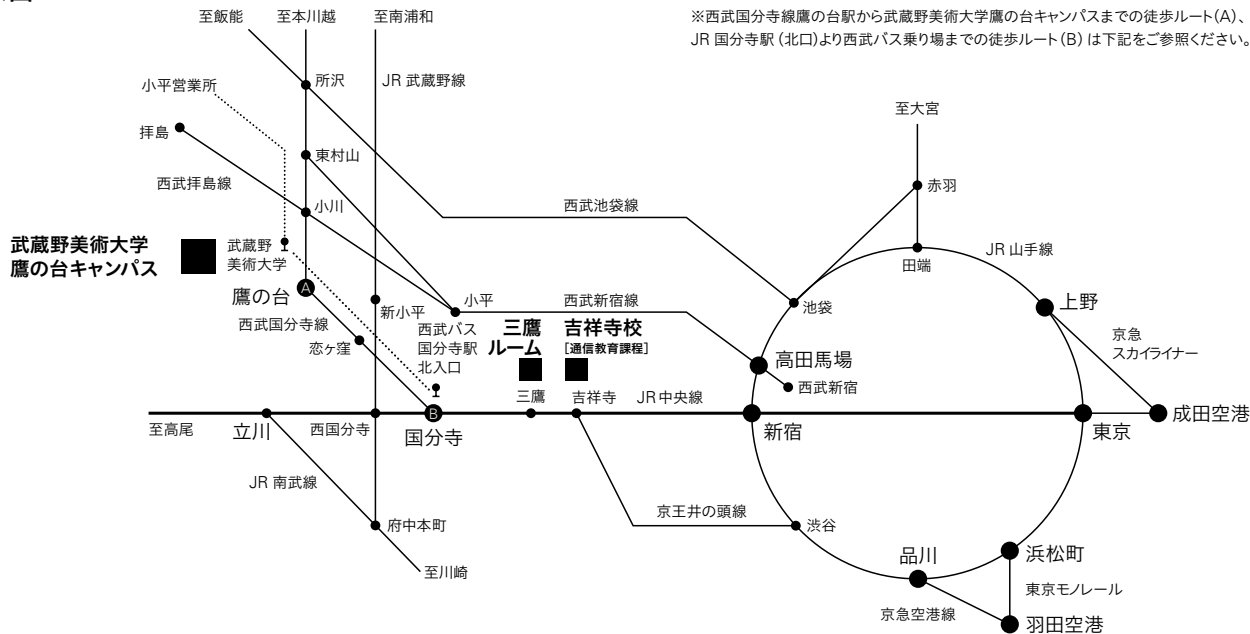 至飯能
至本川越
至南浦和
※西武国分寺線鷹の台駅から武蔵野美術大学鷹の台キャンパスまでの徒歩ルート(A)、
JR 国分寺駅 (北口)より西武バス乗り場までの徒歩ルート(B) は下記をご参照ください。
小平営業所
所沢
JR 武蔵野線
至大宮
拝島
東村山
西武拝島線
赤羽
小川
西武池袋線
武蔵野美術大学
鷹の台キャンパス
武蔵野
美術大学
JR 山手線
田端
A
鷹の台
新小平
小平
西武新宿線
池袋
上野
西武国分寺線
恋ヶ窪
西武バス
国分寺駅
北入口
三鷹
ルーム
吉祥寺校
[通信教育課程]
京急
スカイライナー
高田馬場
西武新宿
三鷹
吉祥寺
JR 中央線
B
至高尾
立川
西国分寺
国分寺
新宿
東京
成田空港
JR 南武線
京王井の頭線
渋谷
府中本町
至川崎
品川
浜松町
東京モノレール
京急空港線
羽田空港